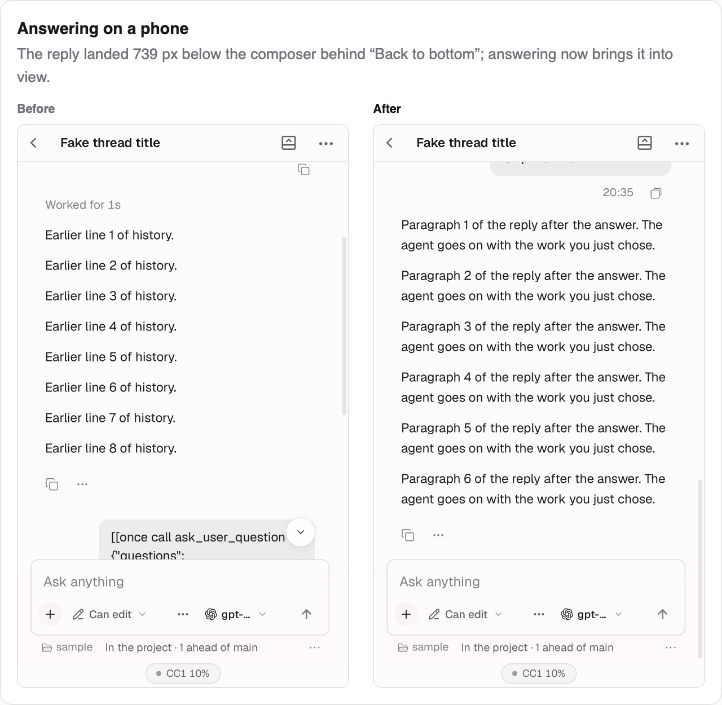 Answering on a phone
The reply landed 739 px below the composer behind “Back to bottom”; answering now brings it into
view.
Before
Fake thread title
Worked for 1s
Earlier line 1 of history.
Earlier line 2 of history.
Earlier line 3 of history.
Earlier line 4 of history.
Earlier line 5 of history.
Earlier line 6 of history.
Earlier line 7 of history.
Earlier line 8 of history.
[[once call ask_user_question
{"questions":
Ask anything
Can edit
gpt-...
sample In the project · 1 ahead of main
CC1 10%
After
Fake thread title
20:35
Paragraph 1 of the reply after the answer. The
agent goes on with the work you just chose.
Paragraph 2 of the reply after the answer. The
agent goes on with the work you just chose.
Paragraph 3 of the reply after the answer. The
agent goes on with the work you just chose.
Paragraph 4 of the reply after the answer. The
agent goes on with the work you just chose.
Paragraph 5 of the reply after the answer. The
agent goes on with the work you just chose.
Paragraph 6 of the reply after the answer. The
agent goes on with the work you just chose.
Ask anything
Can edit
gpt-...
sample In the project · 1 ahead of main
CC1 10%